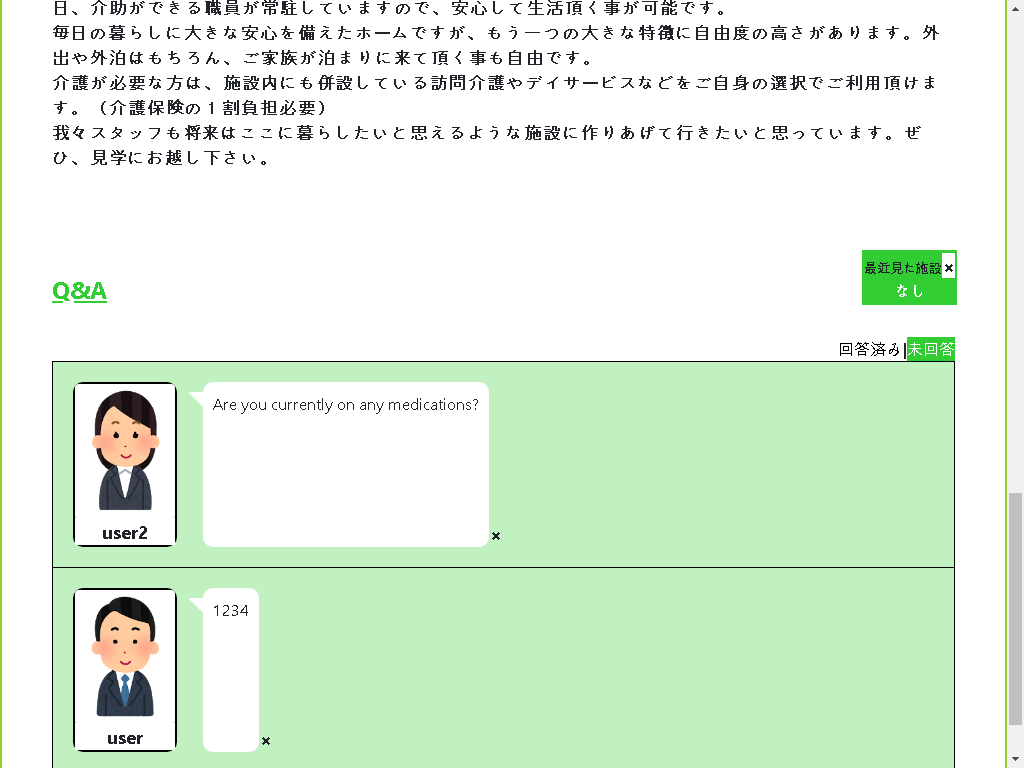 日、介助ができる職員が常駐していますので、安心して生活頂く事が可能です。
毎日の暮らしに大きな安心を備えたホームですが、もう一つの大きな特徴に自由度の高さがあります。外
出や外泊はもちろん、ご家族が泊まりに来て頂く事も自由です。
介護が必要な方は、施設内にも併設している訪問介護やデイサービスなどをご自身の選択でご利用頂けま
す。（介護保険の１割負担必要）
我々スタッフも将来はここに暮らしたいと思えるような施設に作りあげて行きたいと思っています。ぜ
ひ、見学にお越し下さい。
最近見た施設×
なし
Q&A
回答済み|未回答
Are you currently on any medications?
user2
×
1234
user
×